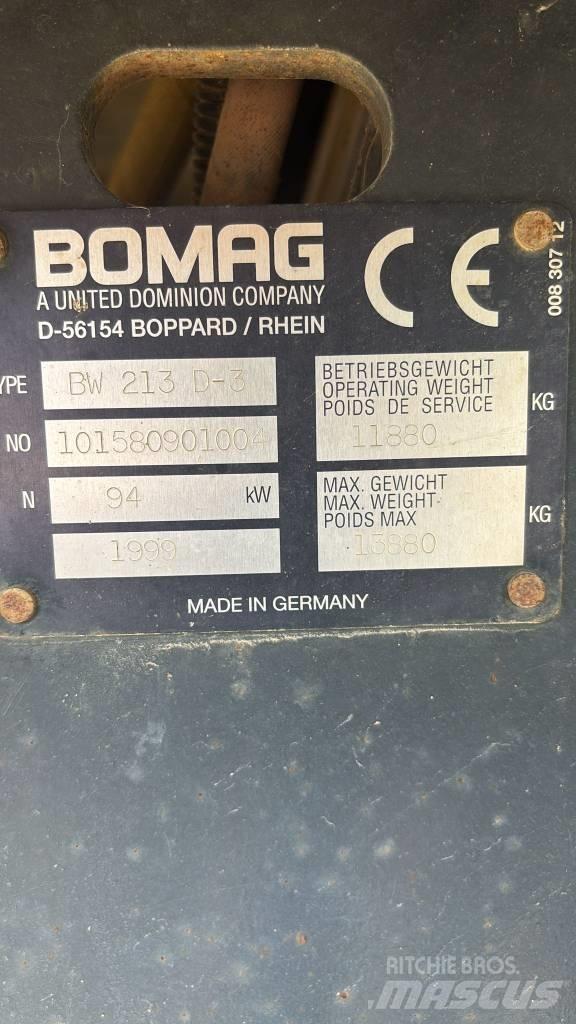 BOMAG
A UNITED DOMINION COMPANY
D-56154 BOPPARD / RHEIN
CE
008 307 12
YPE BW 213 D-3
NO 101580901004
N 94 kW
1999
BETRIEBSGEWICHT
OPERATING WEIGHT
POIDS DE SERVICE
11880 KG
MAX. GEWICHT
MAX. WEIGHT
POIDS MAX
13880 KG
MADE IN GERMANY
RITCHIE BROS.
MASCUS